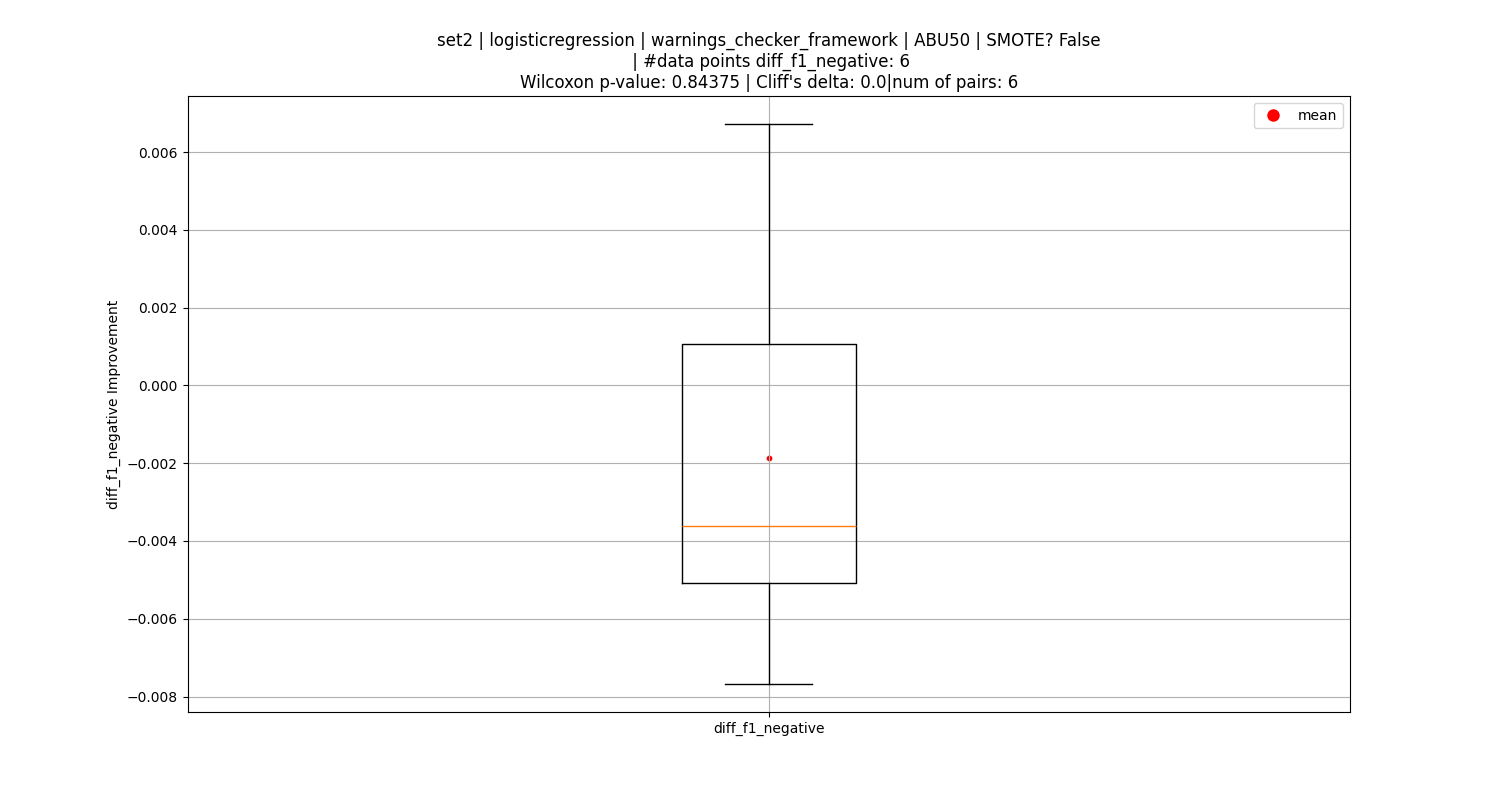 set2 | logisticregression | warnings_checker_framework | ABU50 | SMOTE? False
| #data points diff_f1_negative: 6
Wilcoxon p-value: 0.84375 | Cliff's delta: 0.0|num of pairs: 6
mean
0.006
0.004
0.002
0.000
−0.002
−0.004
−0.006
−0.008
diff_f1_negative Improvement
diff_f1_negative